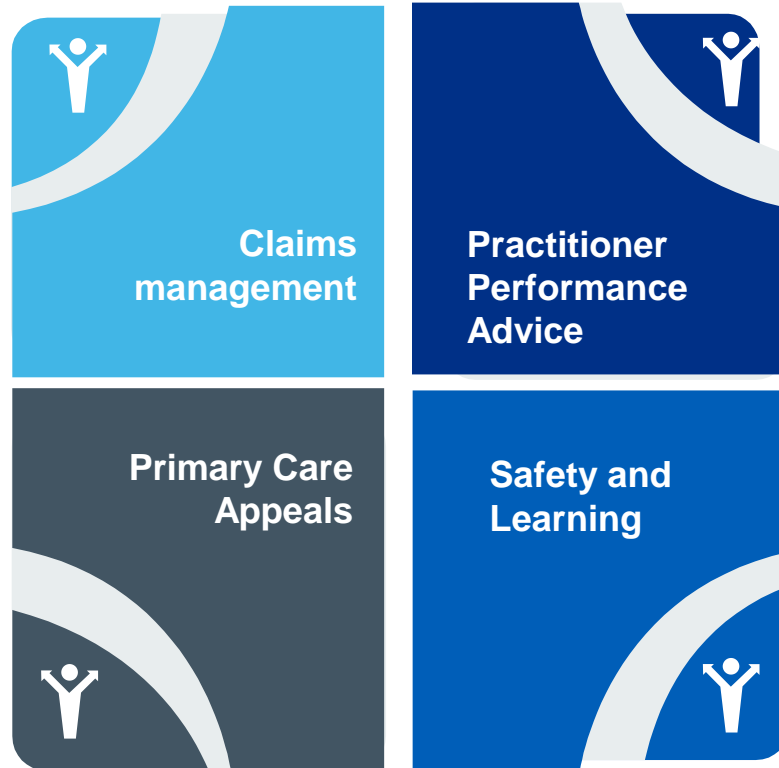 Claims
management
Practitioner
Performance
Advice
Primary Care
Appeals
Safety and
Learning